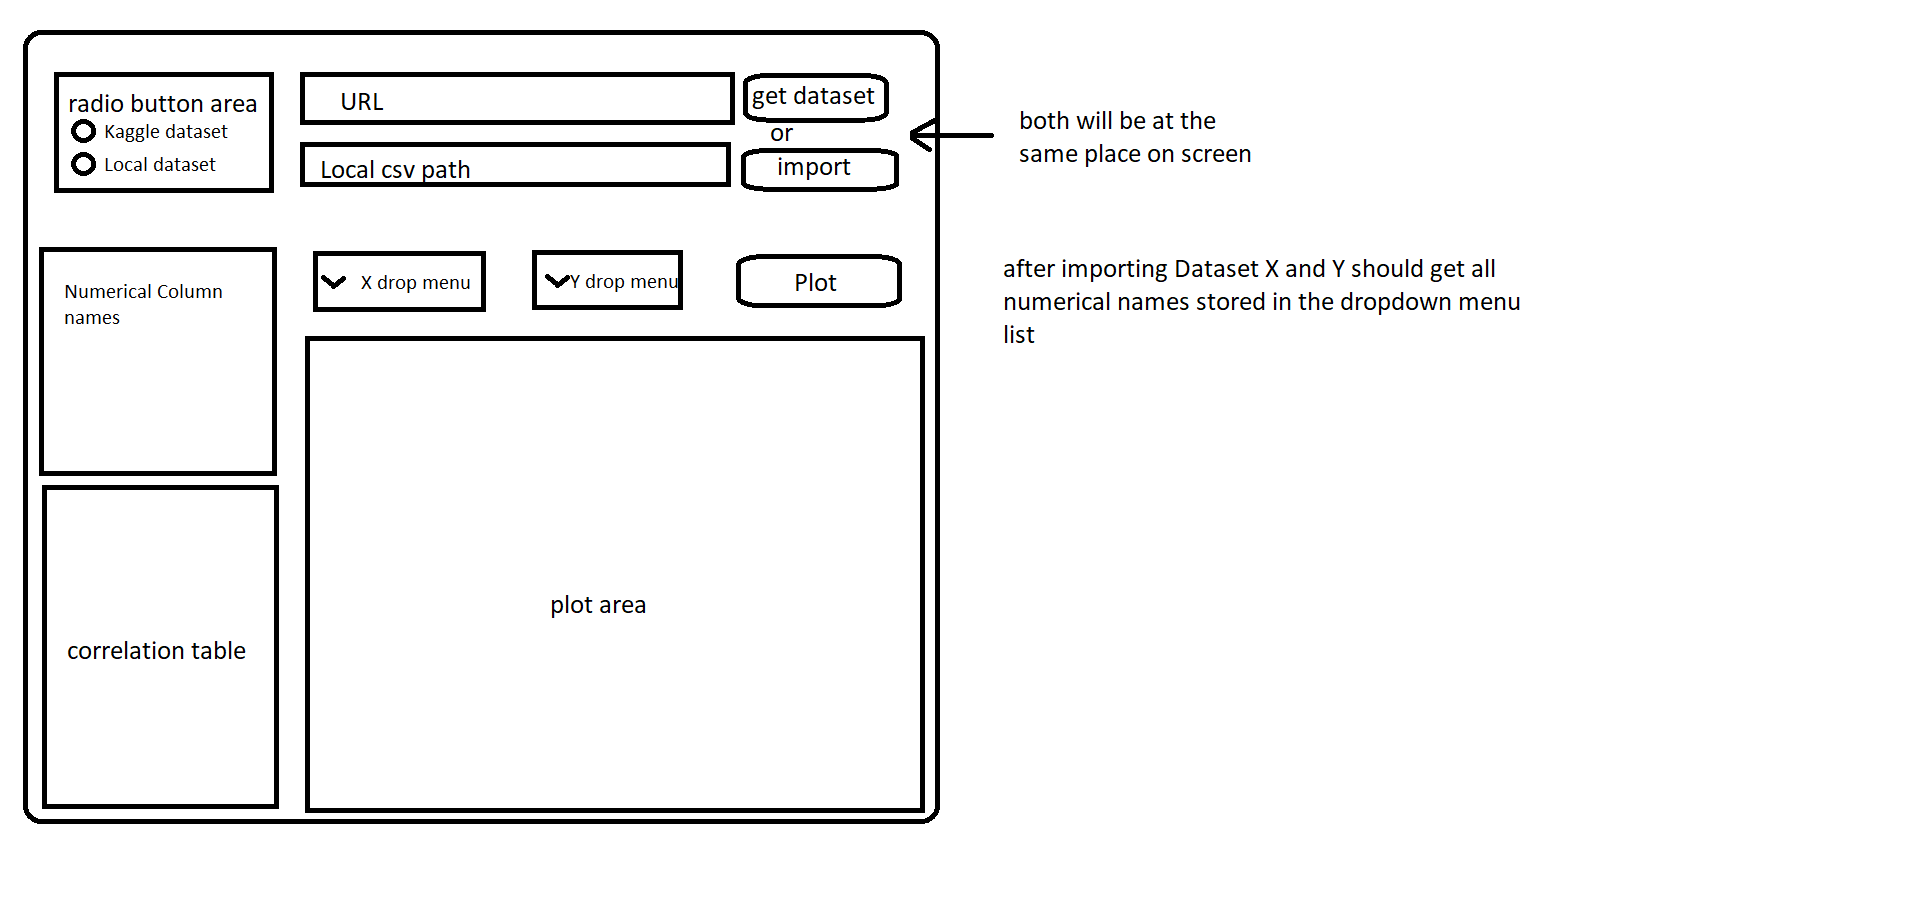 radio button area
Kaggle dataset
Local dataset
URL
get dataset
or
Local csv path
import
both will be at the
same place on screen
Numerical Column
names
X drop menu
Y drop menu
Plot
after importing Dataset X and Y should get all
numerical names stored in the dropdown menu
list
correlation table
plot area